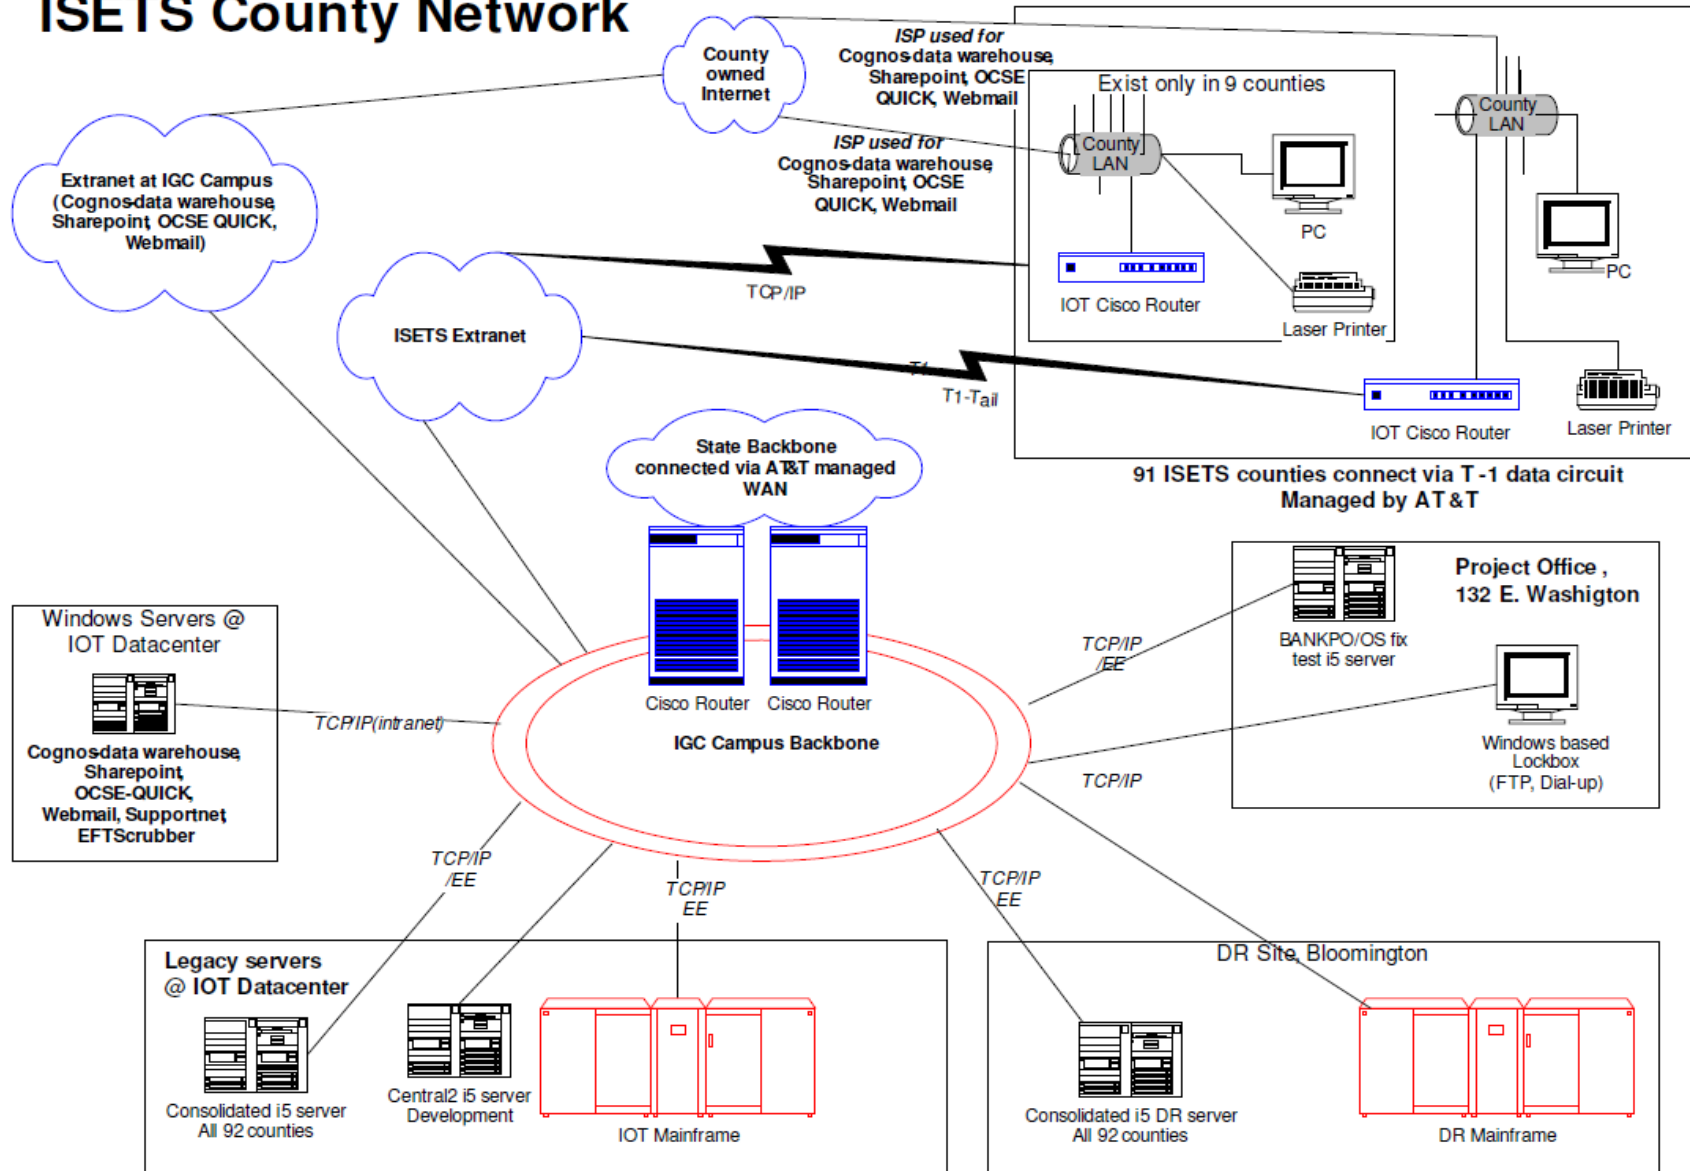 ISETS County Network
County
owned
Internet
ISP used for
Cognos-data warehouse,
Sharepoint, OCSE
QUICK, Webmail
Exist only in 9 counties
County
LAN
County
LAN
ISP used for
Cognos-data warehouse,
Sharepoint, OCSE
QUICK, Webmail
Extranet at IGC Campus
(Cognos-data warehouse,
Sharepoint, OCSE QUICK,
Webmail)
PC
PC
TCP/IP
IOT Cisco Router
Laser Printer
ISETS Extranet
T1
T1-Tail
IOT Cisco Router
Laser Printer
State Backbone
connected via AT&T managed
WAN
91 ISETS counties connect via T-1 data circuit
Managed by AT&T
Project Office ,
132 E. Washigton
BANKPO/OS fix
test i5 server
TCP/IP
/EE
Windows Servers @
IOT Datacenter
TCP/IP(intranet)
Cisco Router
Cisco Router
IGC Campus Backbone
Windows based
Lockbox
(FTP, Dial-up)
TCP/IP
Cognos-data warehouse,
Sharepoint,
OCSE-QUICK,
Webmail, Supportnet,
EFTScrubber
TCP/IP
/EE
TCP/IP
EE
TCP/IP
EE
Legacy servers
@ IOT Datacenter
DR Site, Bloomington
Consolidated i5 server
All 92 counties
Central2 i5 server
Development
IOT Mainframe
Consolidated i5 DR server
All 92 counties
DR Mainframe